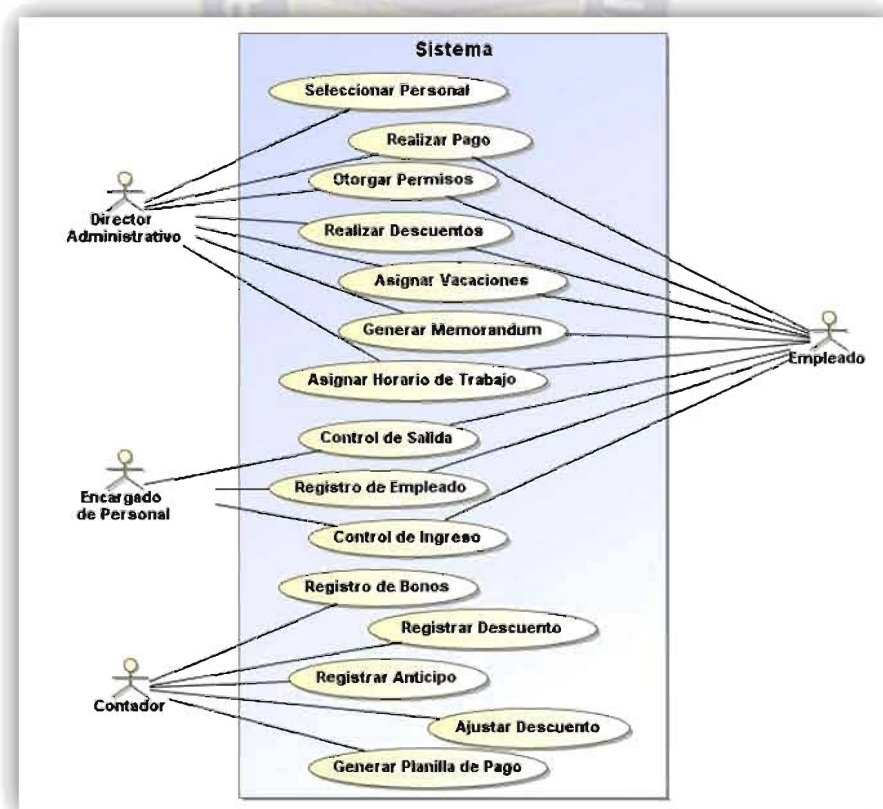 Sistema
Seleccionar Personal
Realizar Pago
Otorgar Permisos
Director
Administrativo
Realizar Descuentos
Asignar Vacaciones
Generar Memorandum
Empleado
Asignar Horario de Trabajo
Control de Salida
Registro de Empleado
Encargado
de Personal
Control de Ingreso
Registro de Bonos
Registrar Descuento
Registrar Anticipo
Contador
Ajustar Descuento
Generar Planilla de Pago